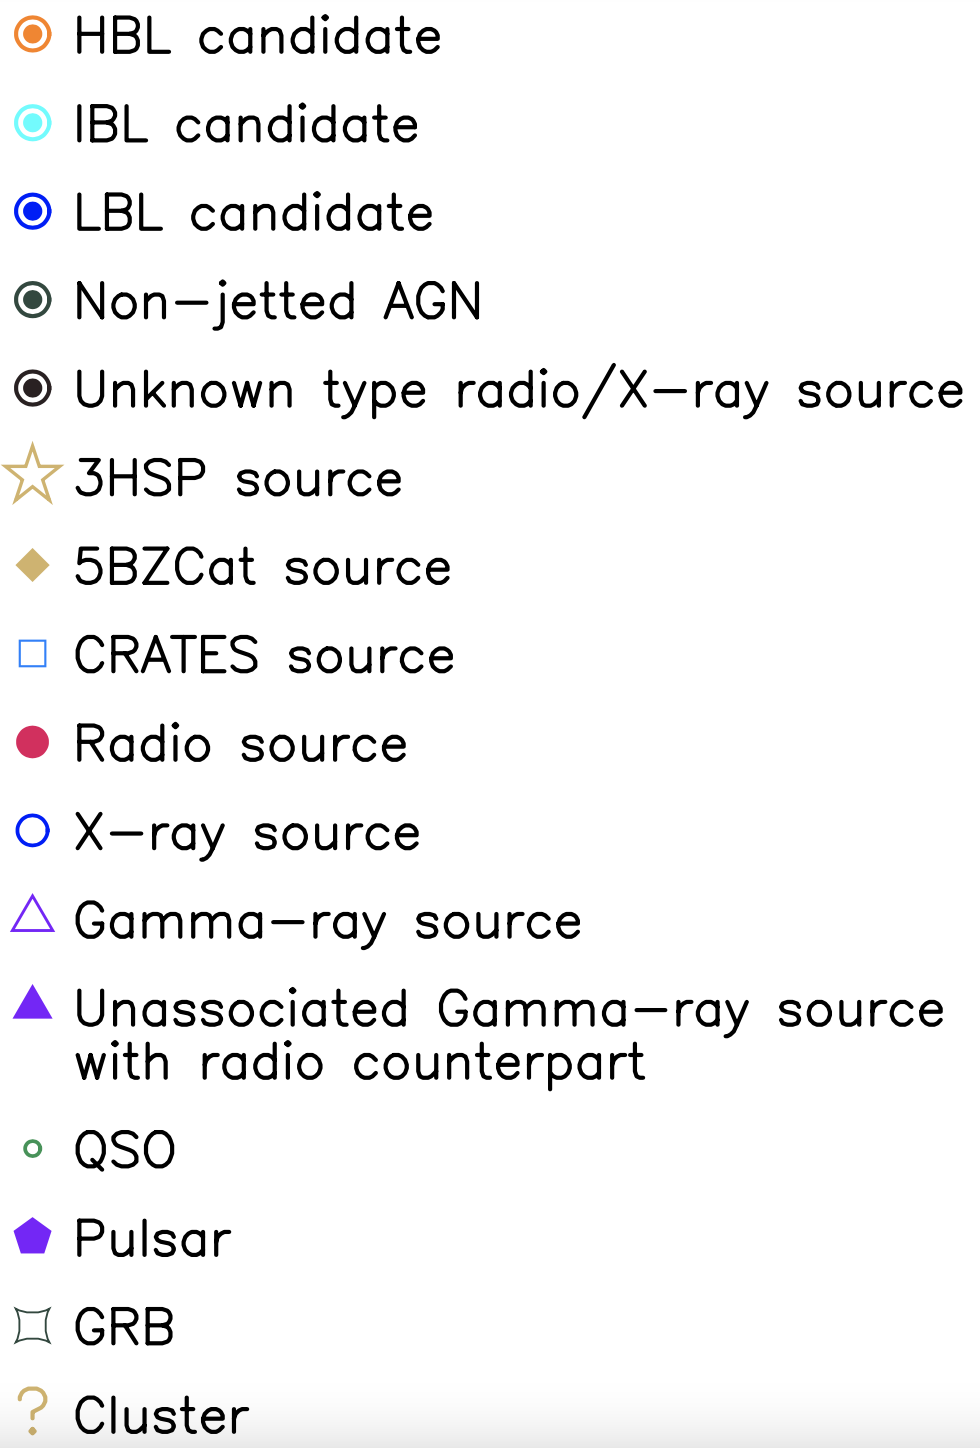 HBL candidate
IBL candidate
LBL candidate
Non-jetted AGN
Unknown type radio/X-ray source
3HSP source
5BZCat source
CRATES source
Radio source
X-ray source
Gamma-ray source
Unassociated Gamma-ray source
with radio counterpart
QSO
Pulsar
GRB
? Cluster